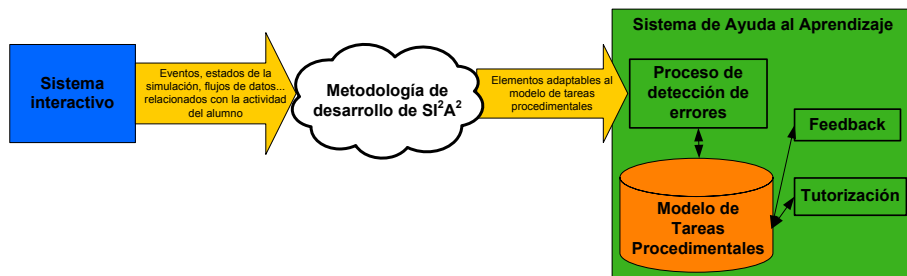 Sistema
interactivo
Eventos, estados de la
simulación, flujos de datos...
relacionados con la actividad
del alumno
Metodología de
desarrollo de SI²A²
Elementos adaptables al
modelo de tareas
procedimentales
Sistema de Ayuda al Aprendizaje
Proceso de
detección de
errores
Feedback
Tutorización
Modelo de
Tareas
Procedimentales